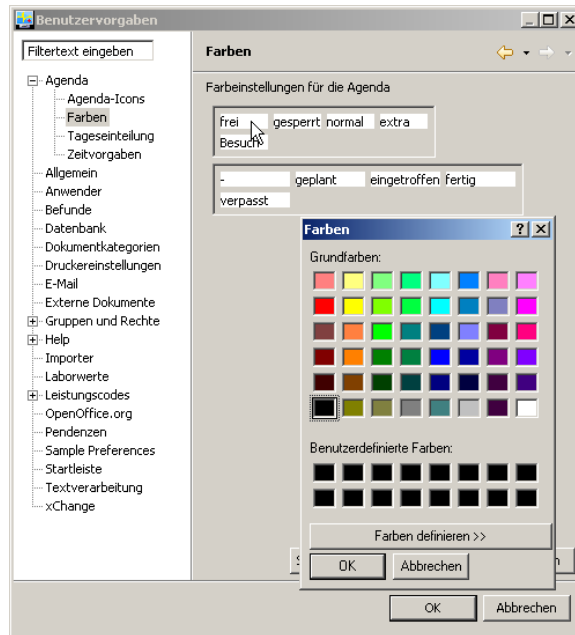 Benutzervorgaben
Filtertext eingeben
Farben
Agenda
Agenda-Icons
Farben
Tageseinteilung
Zeitvorgaben
Allgemein
Anwender
Befunde
Datenbank
Dokumentkategorien
Druckereinstellungen
E-Mail
Externe Dokumente
Gruppen und Rechte
Help
Importer
Laborwerte
Leistungscodes
OpenOffice.org
Pendenzen
Sample Preferences
Startleiste
Textverarbeitung
xChange
Farbeinstellungen für die Agenda
frei gesperrt normal extra
Besuch
- geplant eingetroffen fertig
verpasst
Farben
Grundfarben:
Benutzerdefinierte Farben:
Farben definieren >>
OK Abbrechen
OK Abbrechen